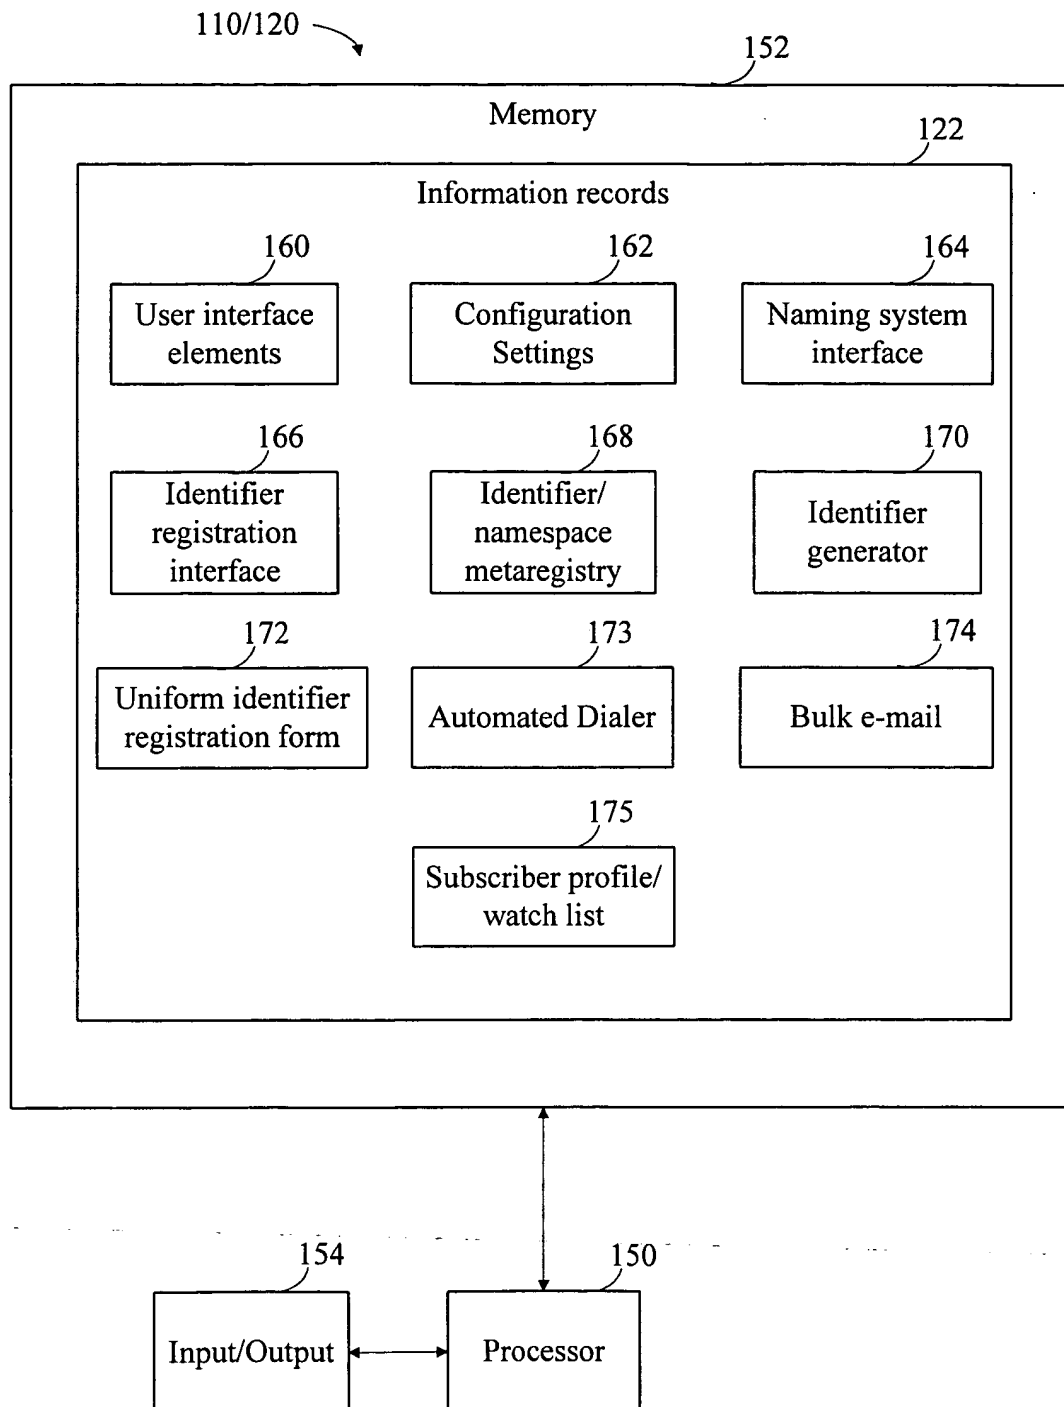 110/120
152
Memory
122
Information records
160
162
164
User interface
elements
Configuration
Settings
Naming system
interface
166
168
170
Identifier
registration
interface
Identifier/
namespace
metaregistry
Identifier
generator
172
173
174
Uniform identifier
registration form
Automated Dialer
Bulk e-mail
175
Subscriber profile/
watch list
154
150
Input/Output
Processor